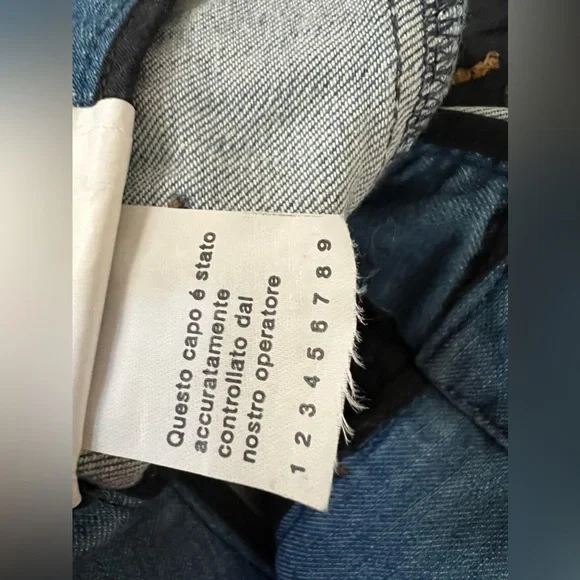 Questo capo é stato
accuratamente
controllato dal
nostro operatore
1 2 3 4 5 6 7 8 9